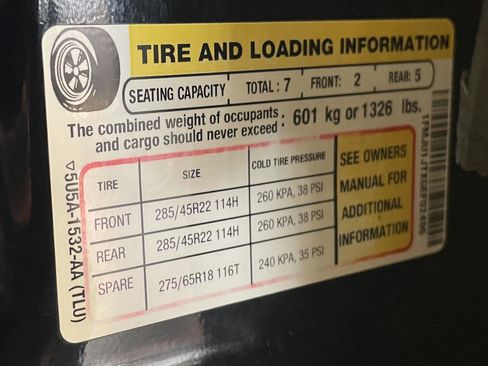 TIRE AND LOADING INFORMATION
SEATING CAPACITY TOTAL : 7 FRONT: 2 REAR: 5
The combined weight of occupants
and cargo should never exceed : 601 kg or 1326 lbs.
TIRE SIZE COLD TIRE PRESSURE
FRONT 285/45R22 114H 260 KPA, 38 PSI
REAR 285/45R22 114H 260 KPA, 38 PSI
SPARE 275/65R18 116T 240 KPA, 35 PSI
SEE OWNERS
MANUAL FOR
ADDITIONAL
INFORMATION
5U5A-1532-AA (TLU)